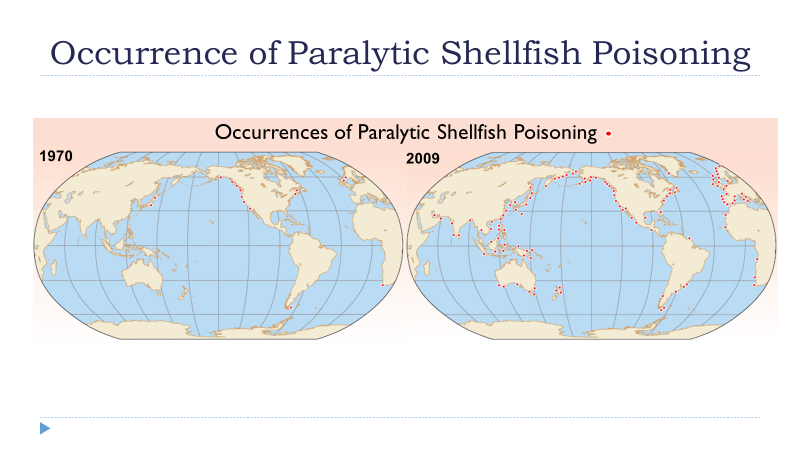 Occurrence of Paralytic Shellfish Poisoning
Occurrences of Paralytic Shellfish Poisoning
1970
2009